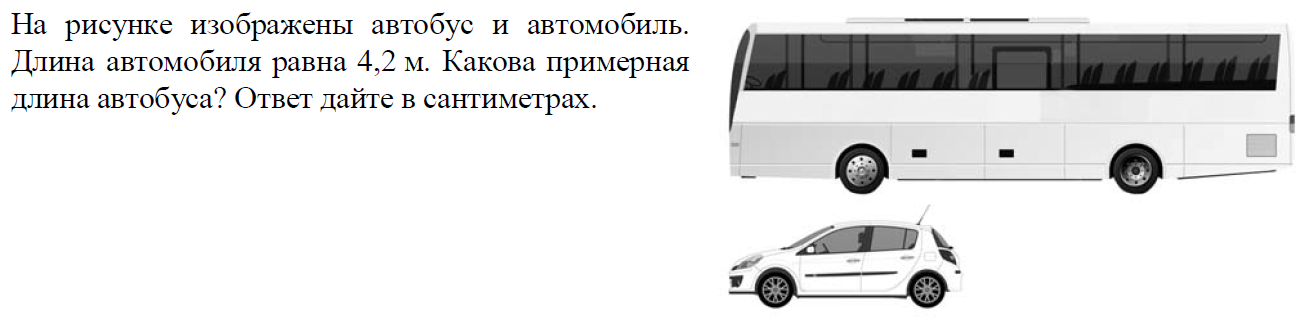 На рисунке изображены автобус и автомобиль.
Длина автомобиля равна 4,2 м. Какова примерная
длина автобуса? Ответ дайте в сантиметрах.